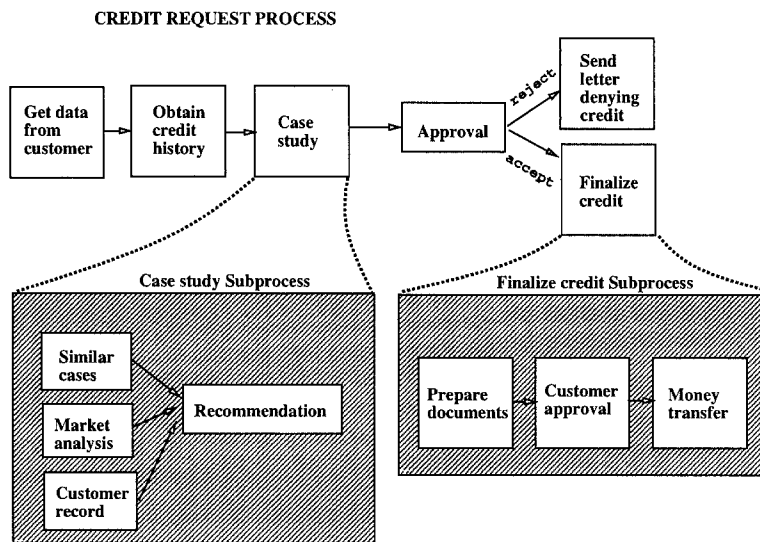 CREDIT REQUEST PROCESS
Get data
from
customer
Obtain
credit
history
Case
study
Approval
reject
accept
Send
letter
denying
credit
Finalize
credit
Case study Subprocess
Similar
cases
Market
analysis
Customer
record
Recommendation
Finalize credit Subprocess
Prepare
documents
Customer
approval
Money
transfer